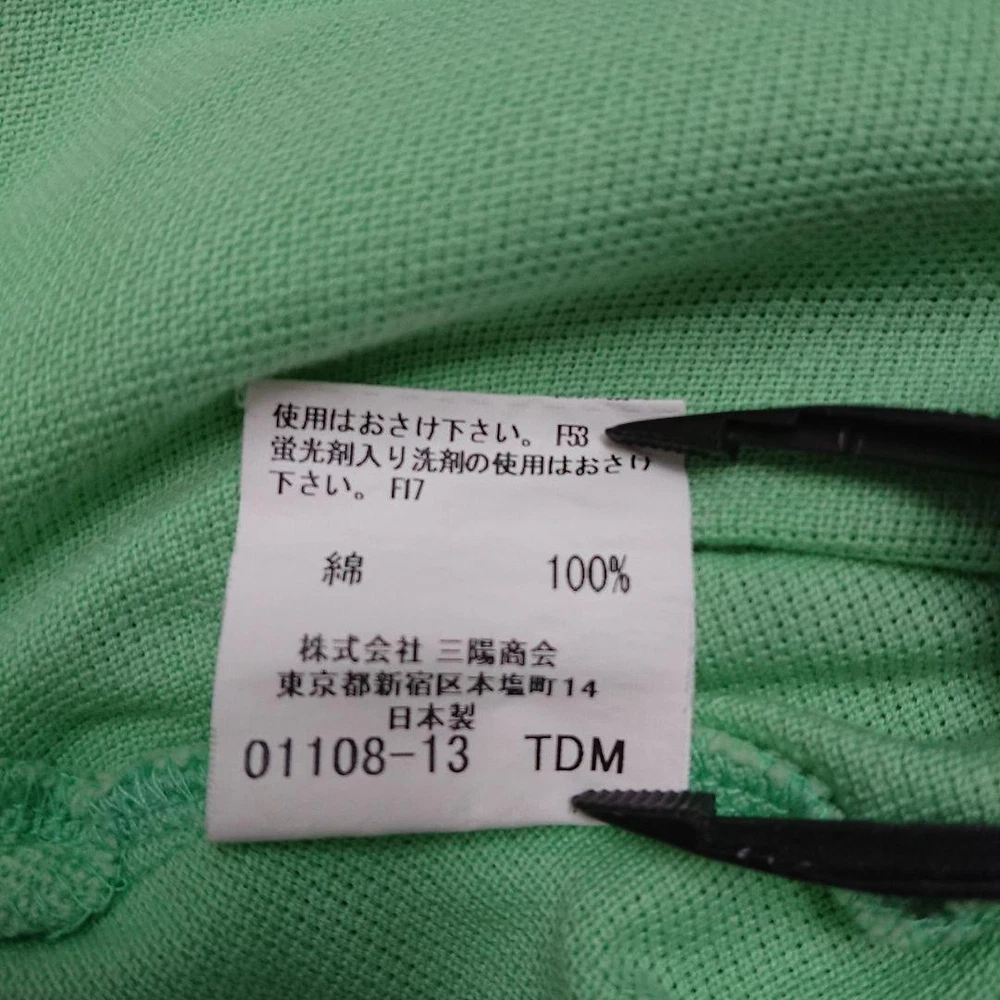 使用はおさけ下さい。 F53
蛍光剤入り洗剤の使用はおさけ
下さい。 F17
綿 100%
株式会社 三陽商会
東京都新宿区本塩町14
日本製
01108-13 TDM